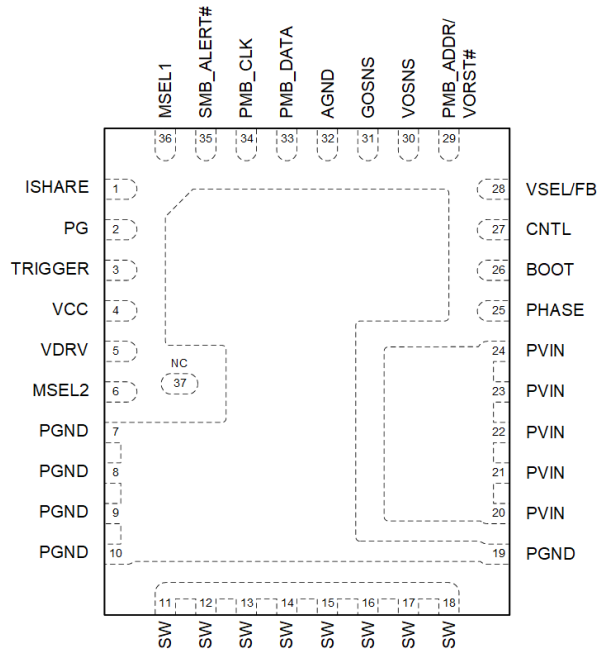 MSEL1
SMB_ALERT#
PMB_CLK
PMB_DATA
AGND
GOSNS
VOSNS
PMB_ADDR/
VORST#
36 35 34 33 32 31 30 29
ISHARE 1 28 VSEL/FB
PG 2 27 CNTL
TRIGGER 3 26 BOOT
VCC 4 25 PHASE
VDRV 5 24 PVIN
NC
MSEL2 6 37 23 PVIN
PGND 7 22 PVIN
PGND 8 21 PVIN
PGND 9 20 PVIN
PGND 10 19 PGND
11 12 13 14 15 16 17 18
SW
SW
SW
SW
SW
SW
SW
SW